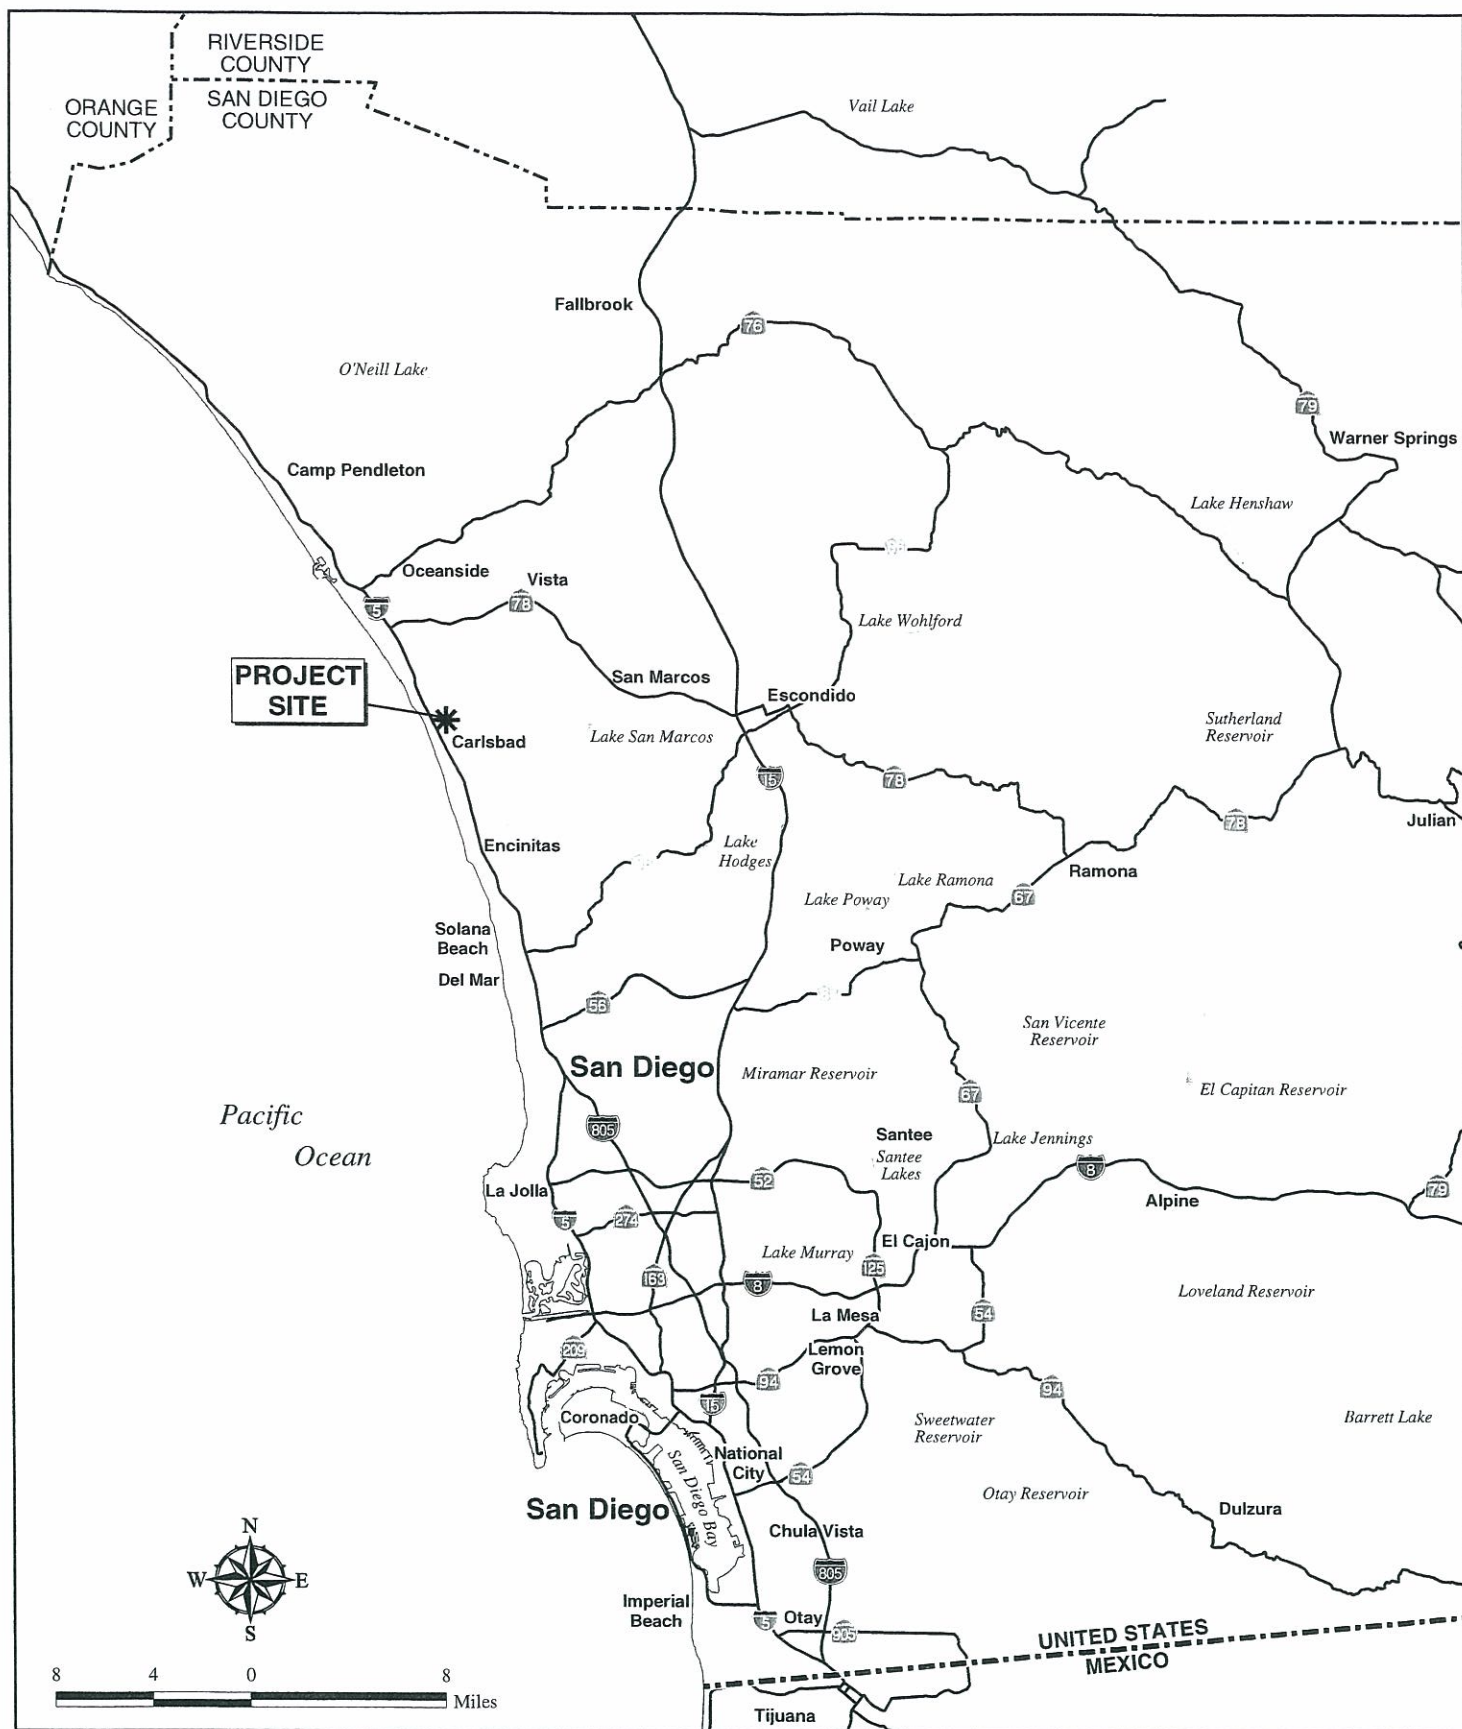 RIVERSIDE
COUNTY
ORANGE
COUNTY
SAN DIEGO
COUNTY
Vail Lake
Fallbrook
76
O'Neill Lake
79
Warner Springs
Camp Pendleton
Lake Henshaw
Oceanside
Vista
5
78
Lake Wohlford
PROJECT
SITE
San Marcos
Escondido
Carlsbad
Lake San Marcos
Sutherland
Reservoir
15
78
78
Julian
Encinitas
Lake
Hodges
Ramona
Lake Ramona
67
Lake Poway
Solana
Beach
Poway
Del Mar
56
San Vicente
Reservoir
San Diego
Miramar Reservoir
El Capitan Reservoir
67
Pacific
Ocean
805
Santee
Santee
Lakes
Lake Jennings
8
La Jolla
52
Alpine
79
5
274
El Cajon
Lake Murray
125
163
8
Loveland Reservoir
La Mesa
54
209
Lemon
Grove
94
94
15
Coronado
Sweetwater
Reservoir
Barrett Lake
National
City
54
San Diego Bay
Otay Reservoir
San Diego
Dulzura
Chula Vista
805
Imperial
Beach
5
Otay
905
UNITED STATES
MEXICO
Tijuana
N
W
E
S
8 4 0 8
Miles